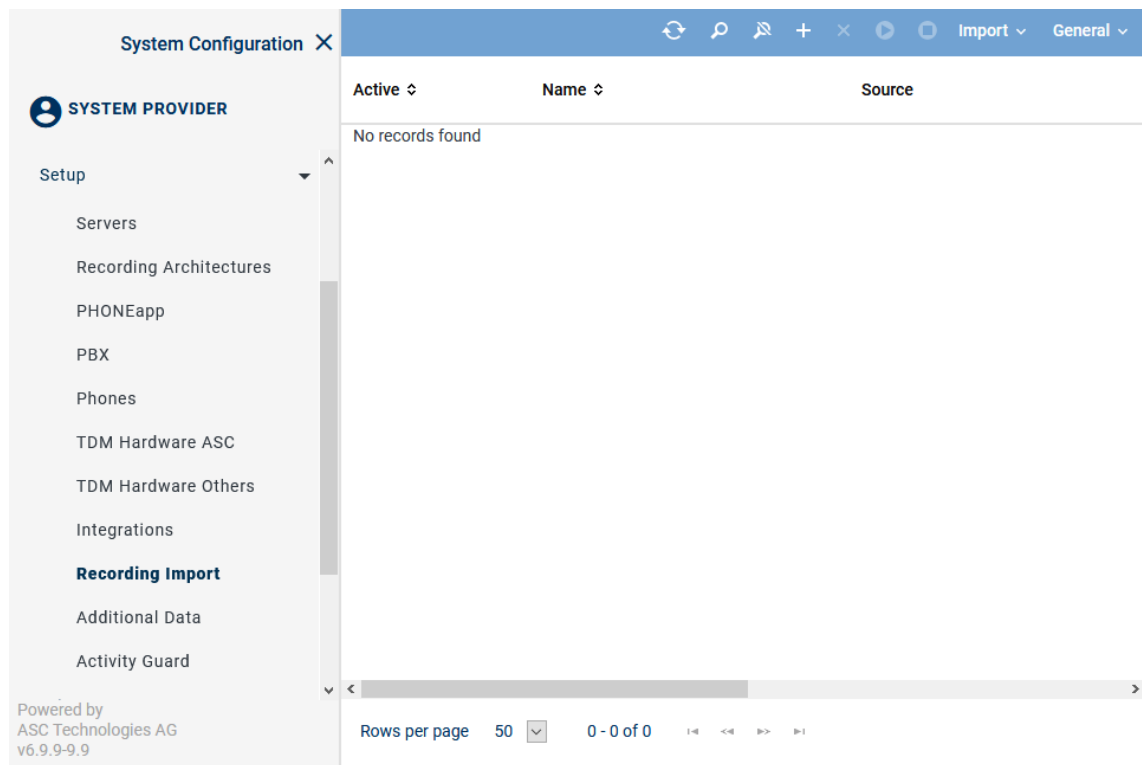 System Configuration
SYSTEM PROVIDER
Setup
Servers
Recording Architectures
PHONEapp
PBX
Phones
TDM Hardware ASC
TDM Hardware Others
Integrations
Recording Import
Additional Data
Activity Guard
Powered by
ASC Technologies AG
v6.9.9-9.9
Import General
Active Name Source
No records found
Rows per page 50 0 - 0 of 0